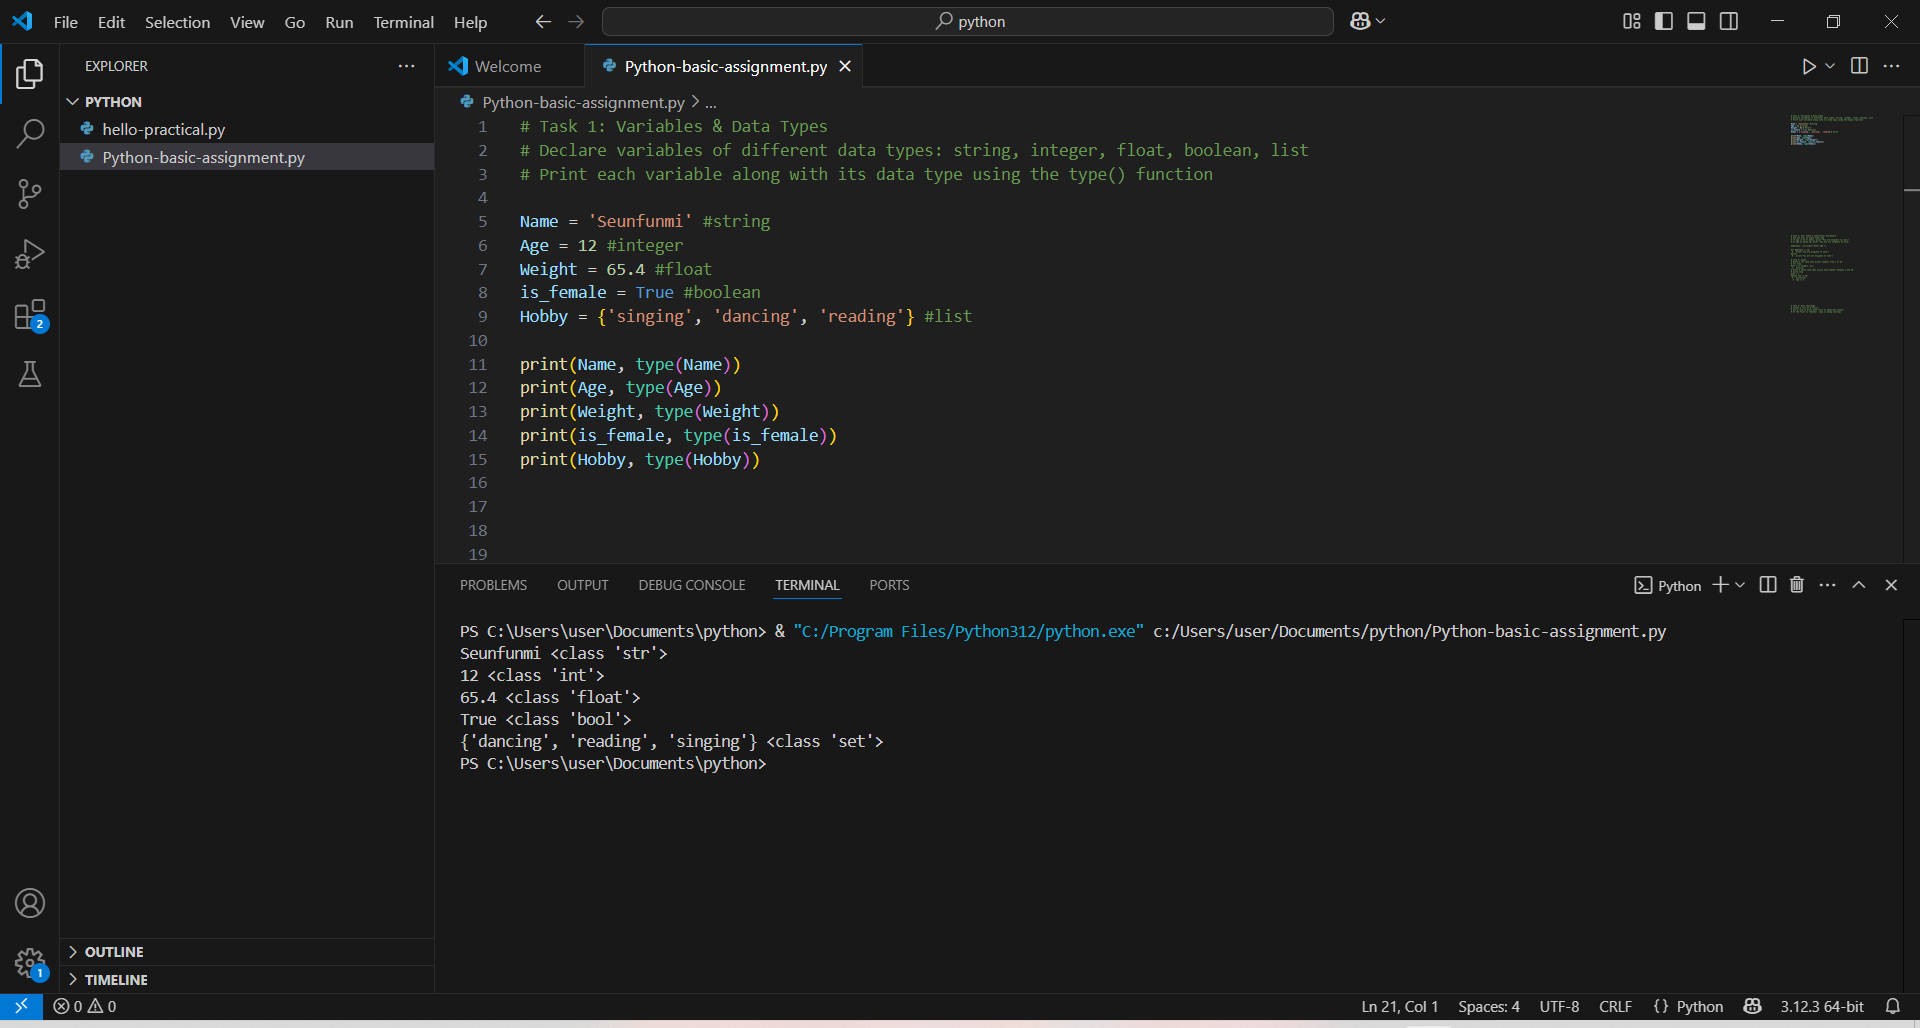 File Edit Selection View Go Run Terminal Help
python
EXPLORER
PYTHON
hello-practical.py
Python-basic-assignment.py
2
OUTLINE
TIMELINE
1
Welcome
Python-basic-assignment.py
Python-basic-assignment.py > ...
1 # Task 1: Variables & Data Types
2 # Declare variables of different data types: string, integer, float, boolean, list
3 # Print each variable along with its data type using the type() function
4
5 Name = 'Seunfunmi' #string
6 Age = 12 #integer
7 Weight = 65.4 #float
8 is_female = True #boolean
9 Hobby = {'singing', 'dancing', 'reading'} #list
10
11 print(Name, type(Name))
12 print(Age, type(Age))
13 print(Weight, type(Weight))
14 print(is_female, type(is_female))
15 print(Hobby, type(Hobby))
16
17
18
19
PROBLEMS OUTPUT DEBUG CONSOLE TERMINAL PORTS
Python
PS C:\Users\user\Documents\python> & "C:/Program Files/Python312/python.exe" c:/Users/user/Documents/python/Python-basic-assignment.py
Seunfunmi <class 'str'>
12 <class 'int'>
65.4 <class 'float'>
True <class 'bool'>
{'dancing', 'reading', 'singing'} <class 'set'>
PS C:\Users\user\Documents\python>
0 0
Ln 21, Col 1 Spaces: 4 UTF-8 CRLF {} Python 3.12.3 64-bit